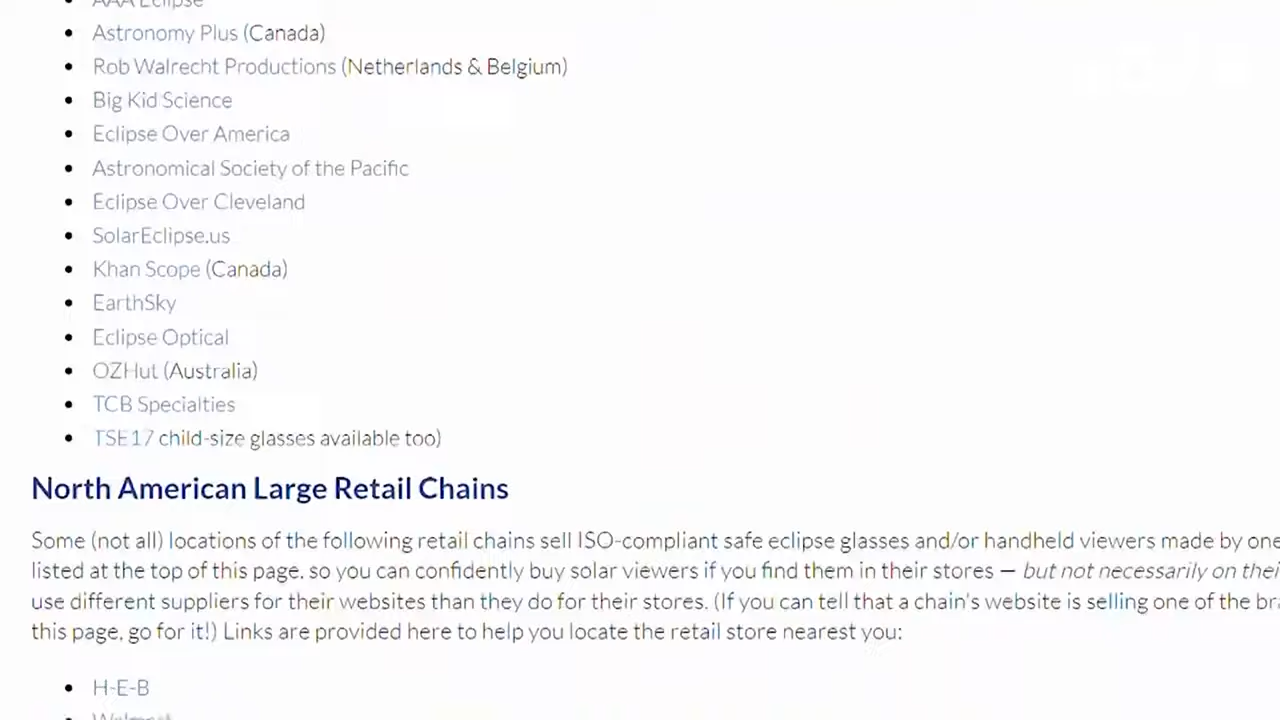 AAA Eclipse
Astronomy Plus (Canada)
Rob Walrecht Productions (Netherlands & Belgium)
Big Kid Science
Eclipse Over America
Astronomical Society of the Pacific
Eclipse Over Cleveland
SolarEclipse.us
Khan Scope (Canada)
EarthSky
Eclipse Optical
OZHut (Australia)
TCB Specialties
TSE17 child-size glasses available too)
North American Large Retail Chains
Some (not all) locations of the following retail chains sell ISO-compliant safe eclipse glasses and/or handheld viewers made by one
listed at the top of this page, so you can confidently buy solar viewers if you find them in their stores — but not necessarily on thei
use different suppliers for their websites than they do for their stores. (If you can tell that a chain's website is selling one of the bra
this page, go for it!) Links are provided here to help you locate the retail store nearest you:
H-E-B
Walmart